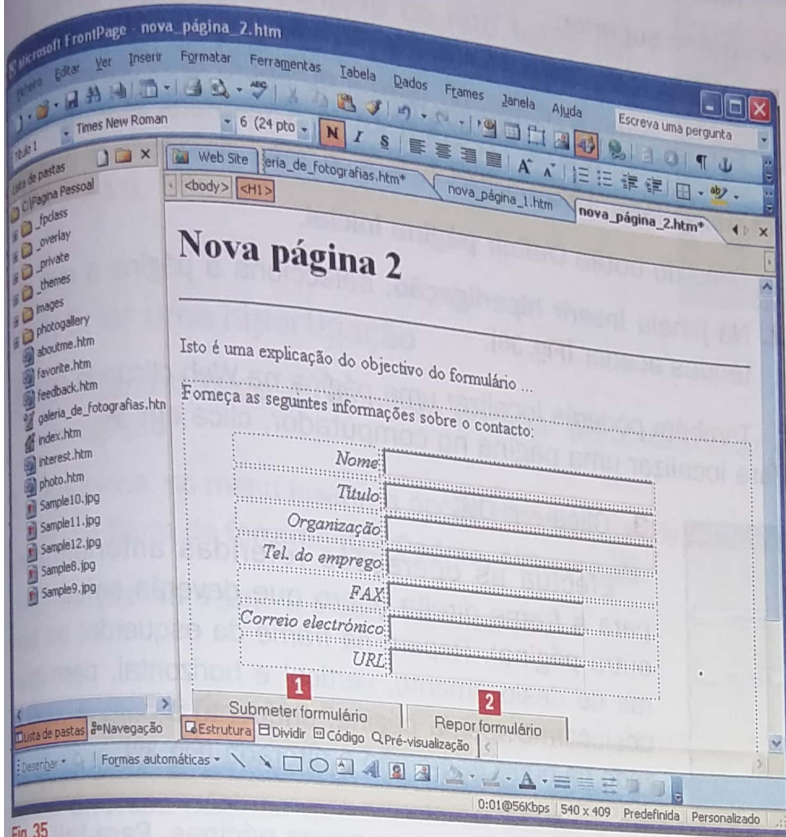 Microsoft FrontPage - nova_página_2.htm
Ficheiro Editar Ver Inserir Formatar Ferramentas Tabela Dados Frames Janela Ajuda Escreva uma pergunta
Título 1 Times New Roman 6 (24 pto N I S
Lista de pastas
Web Site eria_de_fotografias.htm* nova_página_1.htm nova_página_2.htm*
<body> <H1>
C:\Pagina Pessoal
_fpclass
_overlay
_private
_themes
images
photogallery
aboutme.htm
favorite.htm
feedback.htm
galeria_de_fotografias.htm
index.htm
interest.htm
photo.htm
Sample10.jpg
Sample11.jpg
Sample12.jpg
Sample8.jpg
Sample9.jpg
Nova página 2
Isto é uma explicação do objectivo do formulário ...
Forneça as seguintes informações sobre o contacto:
Nome
Título
Organização
Tel. do emprego
FAX
Correio electrónico
URL
1 2
Submeter formulário Repor formulário
Lista de pastas Navegação Estrutura Dividir Código Pré-visualização
Desenhar Formas automáticas
0:01@56Kbps 540 x 409 Predefinida Personalizado
Fig. 35